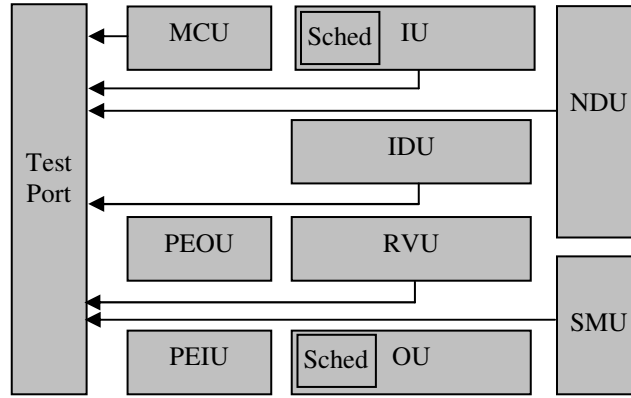 MCU
Sched IU
NDU
IDU
Test
Port
PEOU
RVU
SMU
PEIU
Sched OU